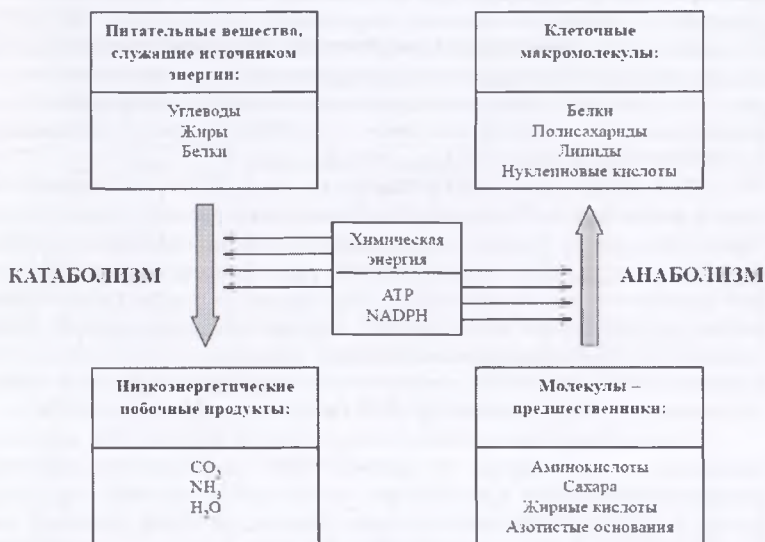 Питательные вещества,
служащие источником
энергии:
Углеводы
Жиры
Белки
Клеточные
макромолекулы:
Белки
Полисахариды
Липиды
Нуклеиновые кислоты
КАТАБОЛИЗМ
Химическая
энергия
ATP
NADPH
АНАБОЛИЗМ
Низкоэнергетические
побочные продукты:
CO₂
NH₃
H₂O
Молекулы –
предшественники:
Аминокислоты
Сахара
Жирные кислоты
Азотистые основания